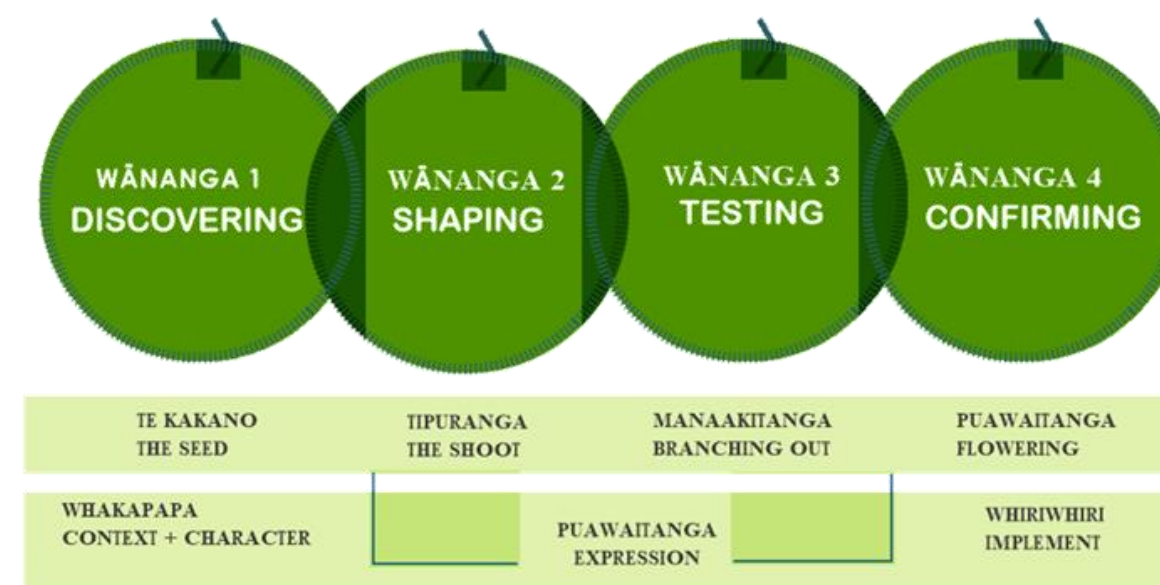 WĀNANGA 1
DISCOVERING
WĀNANGA 2
SHAPING
WĀNANGA 3
TESTING
WĀNANGA 4
CONFIRMING
TE KAKANO
THE SEED
TIPURANGA
THE SHOOT
MANAAKITANGA
BRANCHING OUT
PUAWAITANGA
FLOWERING
WHAKAPAPA
CONTEXT + CHARACTER
PUAWAITANGA
EXPRESSION
WHIRIWHIRI
IMPLEMENT